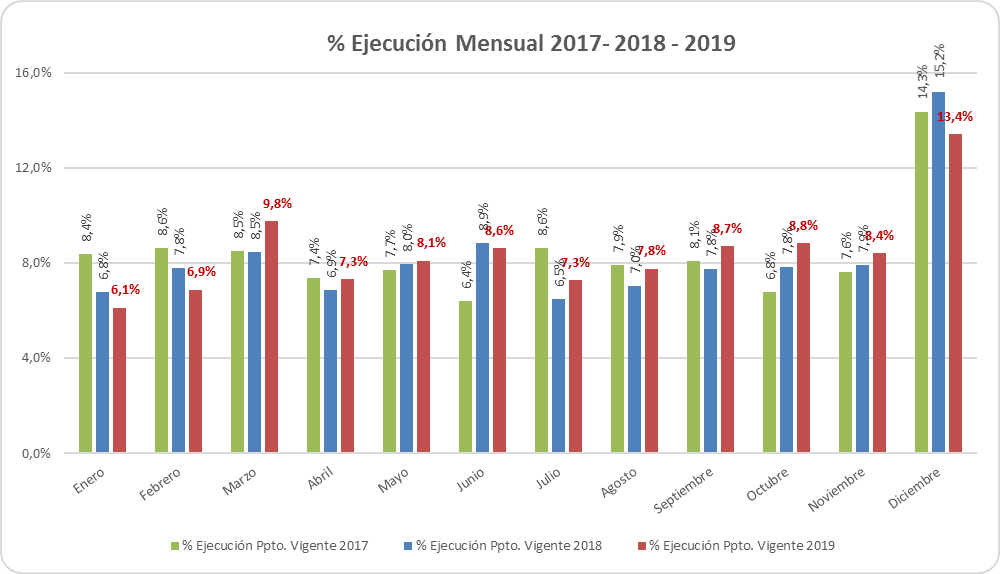 % Ejecución Mensual 2017- 2018 - 2019
16,0%
12,0%
8,0%
4,0%
0,0%
8,4%
6,8%
6,1%
8,6%
7,8%
6,9%
8,5%
8,5%
9,8%
7,4%
6,9%
7,3%
7,7%
8,0%
8,1%
6,4%
8,9%
8,6%
8,6%
6,5%
7,3%
7,9%
7,0%
7,8%
8,1%
7,8%
8,7%
6,8%
7,8%
8,8%
7,6%
7,9%
8,4%
14,3%
15,2%
13,4%
Enero
Febrero
Marzo
Abril
Mayo
Junio
Julio
Agosto
Septiembre
Octubre
Noviembre
Diciembre
% Ejecución Ppto. Vigente 2017
% Ejecución Ppto. Vigente 2018
% Ejecución Ppto. Vigente 2019